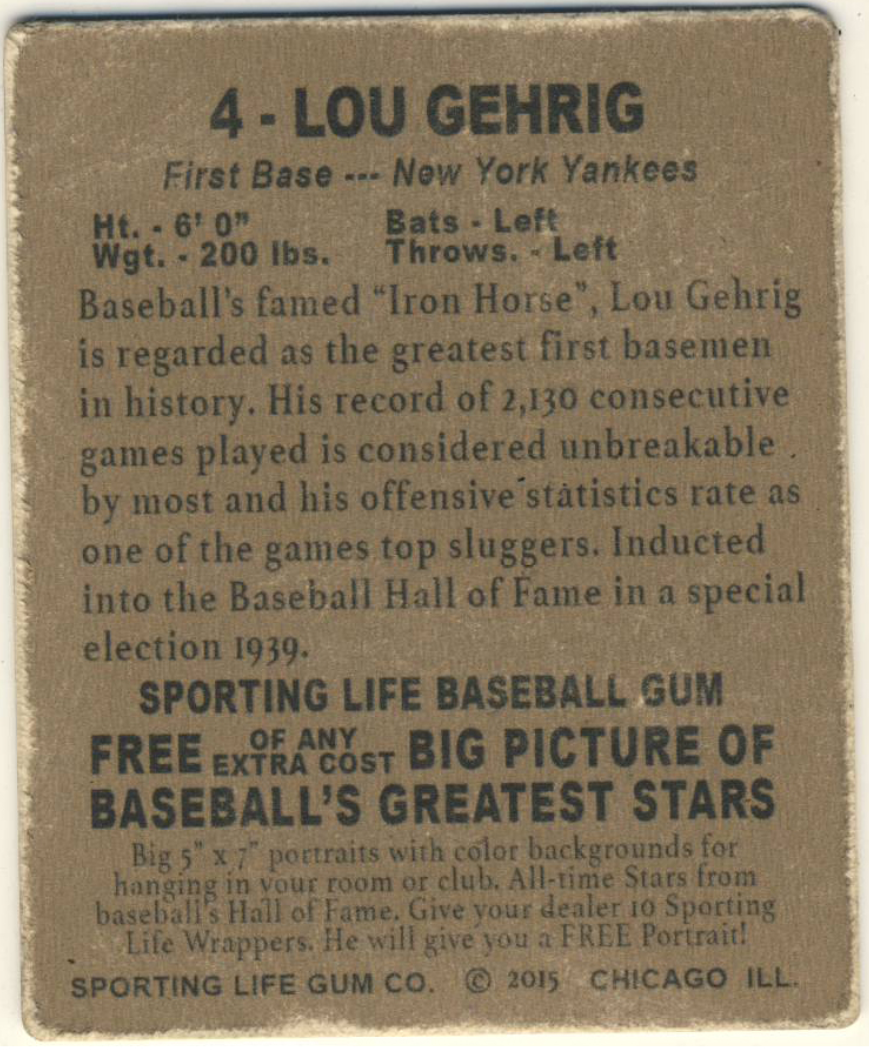 4 - LOU GEHRIG
First Base --- New York Yankees
Ht. - 6' 0" Bats - Left
Wgt. - 200 lbs. Throws. - Left
Baseball's famed "Iron Horse", Lou Gehrig
is regarded as the greatest first basemen
in history. His record of 2,130 consecutive
games played is considered unbreakable
by most and his offensive statistics rate as
one of the games top sluggers. Inducted
into the Baseball Hall of Fame in a special
election 1939.
SPORTING LIFE BASEBALL GUM
FREE OF ANY EXTRA COST BIG PICTURE OF
BASEBALL'S GREATEST STARS
Big 5" x 7" portraits with color backgrounds for
hanging in your room or club. All-time Stars from
baseball's Hall of Fame. Give your dealer 10 Sporting
Life Wrappers. He will give you a FREE Portrait!
SPORTING LIFE GUM CO. © 2015 CHICAGO ILL.